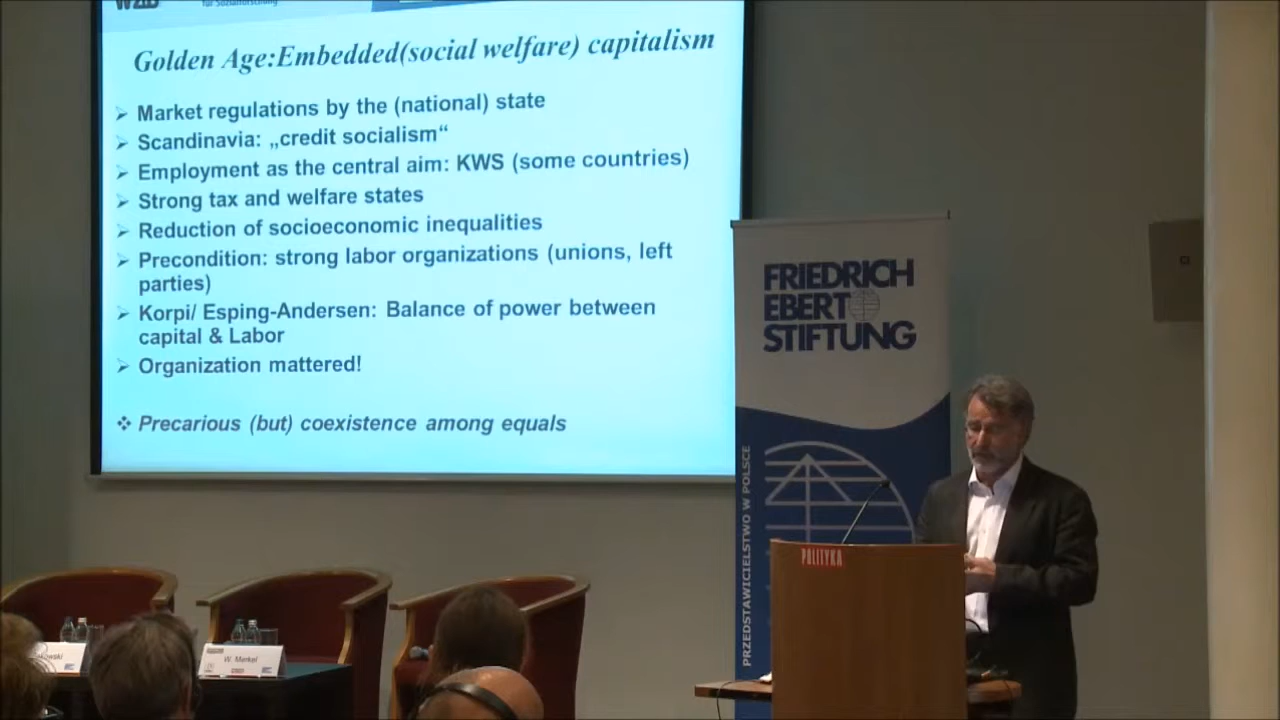 WZB
für Sozialforschung
Golden Age:Embedded(social welfare) capitalism
Market regulations by the (national) state
Scandinavia: „credit socialism“
Employment as the central aim: KWS (some countries)
Strong tax and welfare states
Reduction of socioeconomic inequalities
Precondition: strong labor organizations (unions, left
parties)
Korpi/ Esping-Andersen: Balance of power between
capital & Labor
Organization mattered!
Precarious (but) coexistence among equals
FRIEDRICH
EBERT
STIFTUNG
PRZEDSTAWICIELSTWO W POLSCE
POLITYKA
W. Merkel